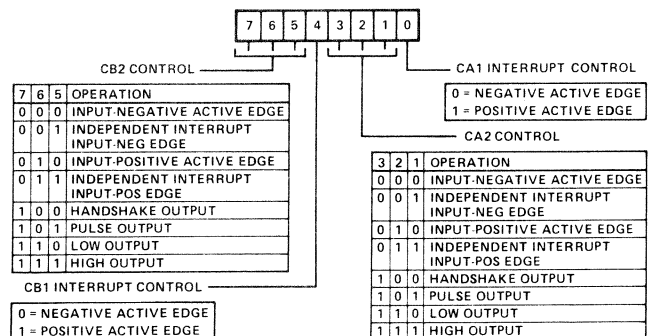 7 6 5 4 3 2 1 0
CB2 CONTROL
7 6 5 OPERATION
0 0 0 INPUT-NEGATIVE ACTIVE EDGE
0 0 1 INDEPENDENT INTERRUPT
INPUT-NEG EDGE
0 1 0 INPUT-POSITIVE ACTIVE EDGE
0 1 1 INDEPENDENT INTERRUPT
INPUT-POS EDGE
1 0 0 HANDSHAKE OUTPUT
1 0 1 PULSE OUTPUT
1 1 0 LOW OUTPUT
1 1 1 HIGH OUTPUT
CB1 INTERRUPT CONTROL
0 = NEGATIVE ACTIVE EDGE
1 = POSITIVE ACTIVE EDGE
CA1 INTERRUPT CONTROL
0 = NEGATIVE ACTIVE EDGE
1 = POSITIVE ACTIVE EDGE
CA2 CONTROL
3 2 1 OPERATION
0 0 0 INPUT-NEGATIVE ACTIVE EDGE
0 0 1 INDEPENDENT INTERRUPT
INPUT-NEG EDGE
0 1 0 INPUT-POSITIVE ACTIVE EDGE
0 1 1 INDEPENDENT INTERRUPT
INPUT-POS EDGE
1 0 0 HANDSHAKE OUTPUT
1 0 1 PULSE OUTPUT
1 1 0 LOW OUTPUT
1 1 1 HIGH OUTPUT